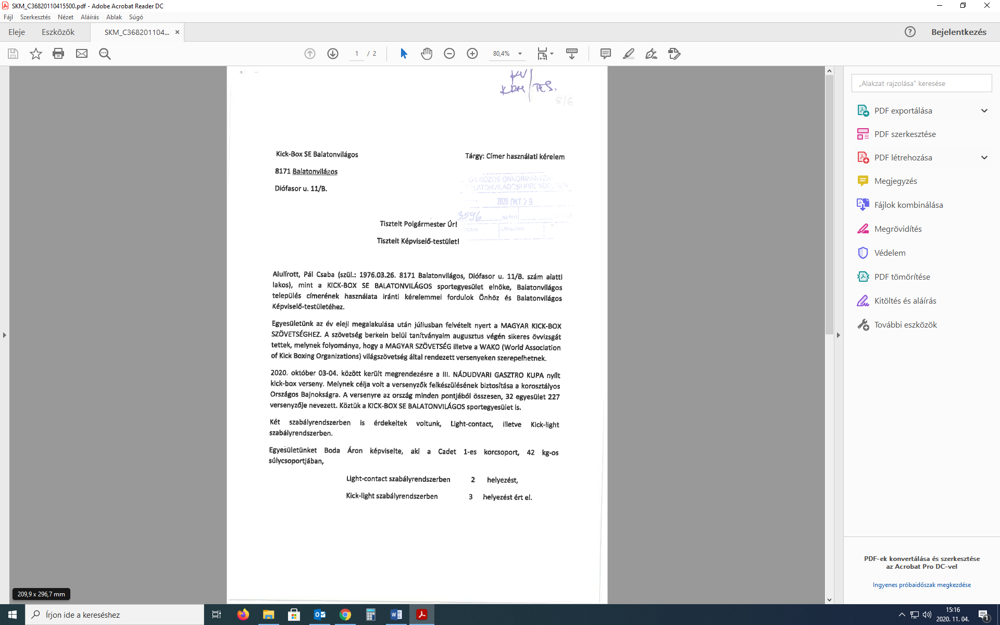 SKM_C36820110415500.pdf - Adobe Acrobat Reader DC
Fájl Szerkesztés Nézet Aláírás Ablak Súgó
Eleje Eszközök SKM_C368201104... × Bejelentkezés
1 / 2 80,4%
KV
KDM / TES.
6/6
Kick-Box SE Balatonvilágos
Tárgy: Címer használati kérelem
8171 Balatonvilágos
Diófasor u. 11/B.
KÖZÖS ÖNKORMÁNYZAT
BALATONVILÁGOSI KIRENDELTSÉGE
2020 OKT 29.
3596 szám
Tisztelt Polgármester Úr!
Tisztelt Képviselő-testület!
Alulírott, Pál Csaba (szül.: 1976.03.26. 8171 Balatonvilágos, Diófasor u. 11/B. szám alatti
lakos), mint a KICK-BOX SE BALATONVILÁGOS sportegyesület elnöke, Balatonvilágos
település címerének használata iránti kérelemmel fordulok Önhöz és Balatonvilágos
Képviselő-testületéhez.
Egyesületünk az év eleji megalakulása után júliusban felvételt nyert a MAGYAR KICK-BOX
SZÖVETSÉGHEZ. A szövetség berkein belül tanítványaim augusztus végén sikeres övvizsgát
tettek, melynek folyománya, hogy a MAGYAR SZÖVETSÉG illetve a WAKO (World Association
of Kick Boxing Organizations) világszövetség által rendezett versenyeken szerepelhetnek.
2020. október 03-04. között került megrendezésre a III. NÁDUDVARI GASZTRO KUPA nyílt
kick-box verseny. Melynek célja volt a versenyzők felkészülésének biztosítása a korosztályos
Országos Bajnokságra. A versenyre az ország minden pontjából összesen, 32 egyesület 227
versenyzője nevezett. Köztük a KICK-BOX SE BALATONVILÁGOS sportegyesület is.
Két szabályrendszerben is érdekeltek voltunk, Light-contact, illetve Kick-light
szabályrendszerben.
Egyesületünket Boda Áron képviselte, aki a Cadet 1-es korcsoport, 42 kg-os
súlycsoportjában,
Light-contact szabályrendszerben 2 helyezést,
Kick-light szabályrendszerben 3 helyezést ért el.
„Alakzat rajzolása” keresése
PDF exportálása
PDF szerkesztése
PDF létrehozása
Megjegyzés
Fájlok kombinálása
Megrövidítés
Védelem
PDF tömörítése
Kitöltés és aláírás
További eszközök
PDF-ek konvertálása és szerkesztése
az Acrobat Pro DC-vel
Ingyenes próbaidőszak megkezdése
209,9 x 296,7 mm
Írjon ide a kereséshez
15:16
2020. 11. 04.
1